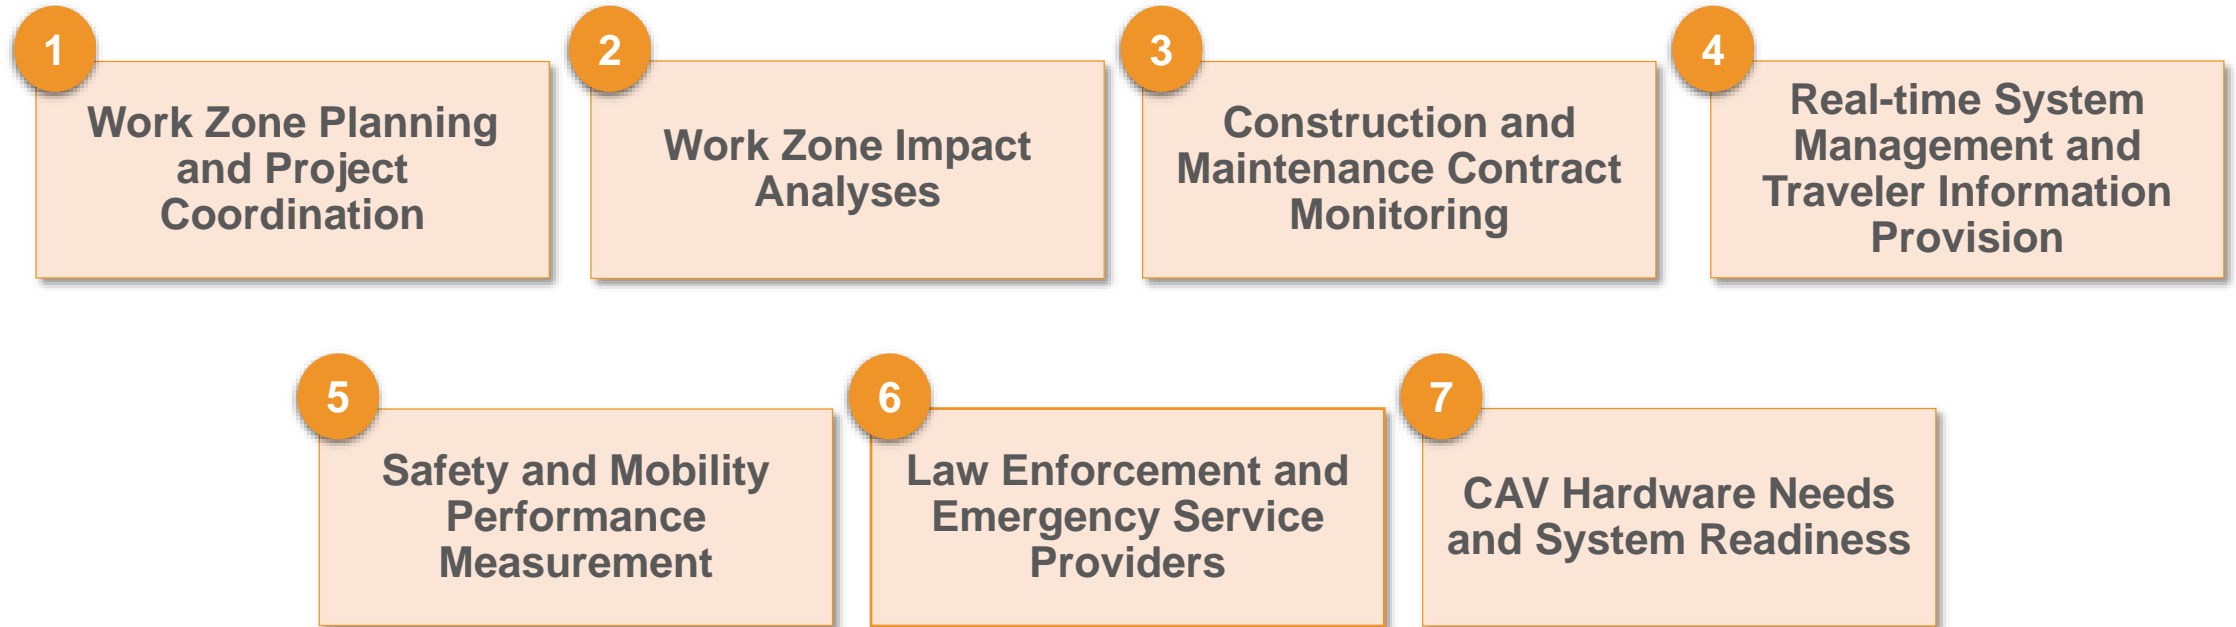 1
Work Zone Planning
and Project
Coordination
2
Work Zone Impact
Analyses
3
Construction and
Maintenance Contract
Monitoring
4
Real-time System
Management and
Traveler Information
Provision
5
Safety and Mobility
Performance
Measurement
6
Law Enforcement and
Emergency Service
Providers
7
CAV Hardware Needs
and System Readiness